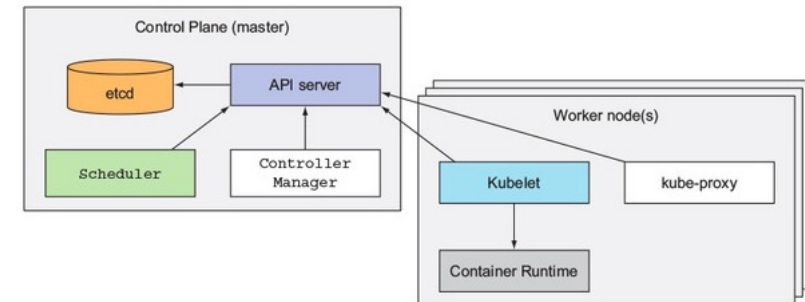 Control Plane (master)
etcd
API server
Scheduler
Controller
Manager
Worker node(s)
Kubelet
kube-proxy
Container Runtime